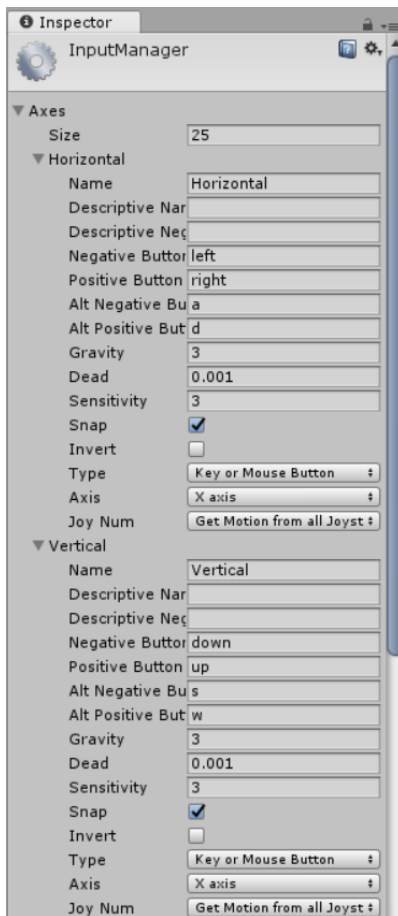 Inspector
InputManager
Axes
Size 25
Horizontal
Name Horizontal
Descriptive Nar
Descriptive Neg
Negative Buttor left
Positive Button right
Alt Negative Bu a
Alt Positive But d
Gravity 3
Dead 0.001
Sensitivity 3
Snap
Invert
Type Key or Mouse Button
Axis X axis
Joy Num Get Motion from all Joyst
Vertical
Name Vertical
Descriptive Nar
Descriptive Neg
Negative Buttor down
Positive Button up
Alt Negative Bu s
Alt Positive But w
Gravity 3
Dead 0.001
Sensitivity 3
Snap
Invert
Type Key or Mouse Button
Axis X axis
Joy Num Get Motion from all Joyst